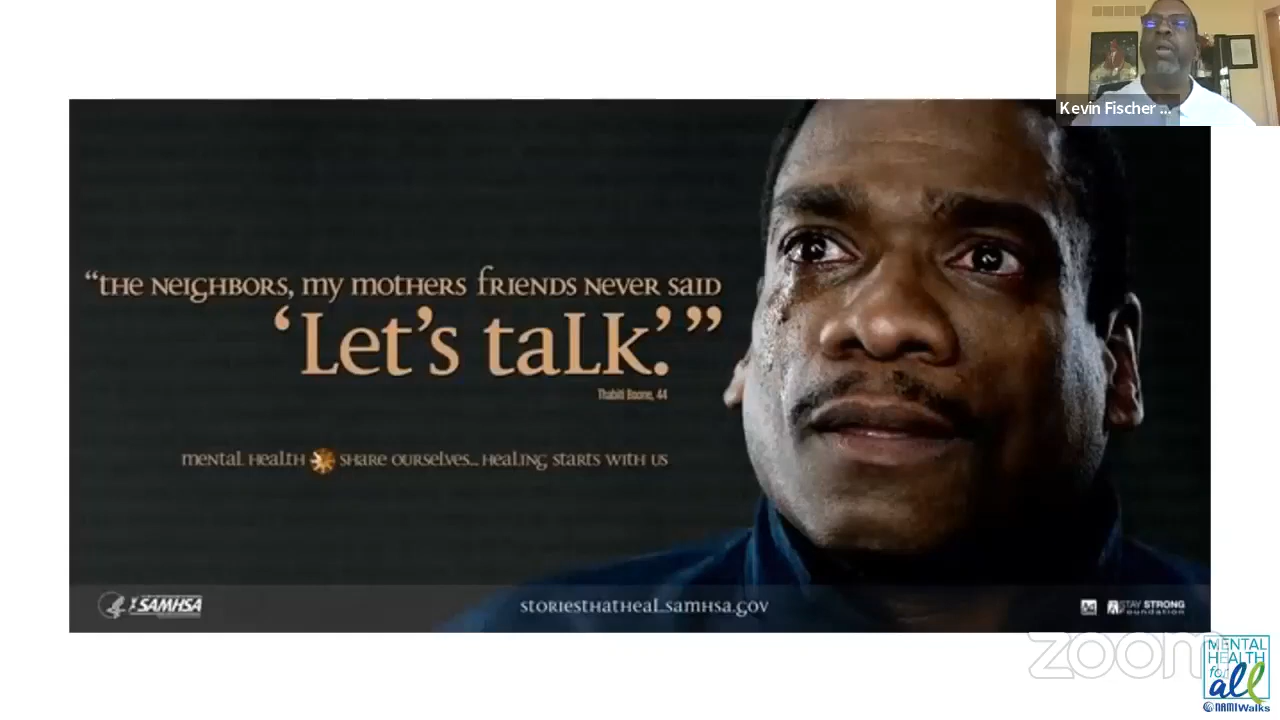 Kevin Fischer ...
“the neighbors, my mothers friends never said
‘Let’s talk.’”
Thabiti Boone, 44
mental health share ourselves... healing starts with us
SAMHSA
storiesthatheal.samhsa.gov
Ad
STAY STRONG
foundation
zoom
MENTAL
HEALTH
for
all
NAMIWalks